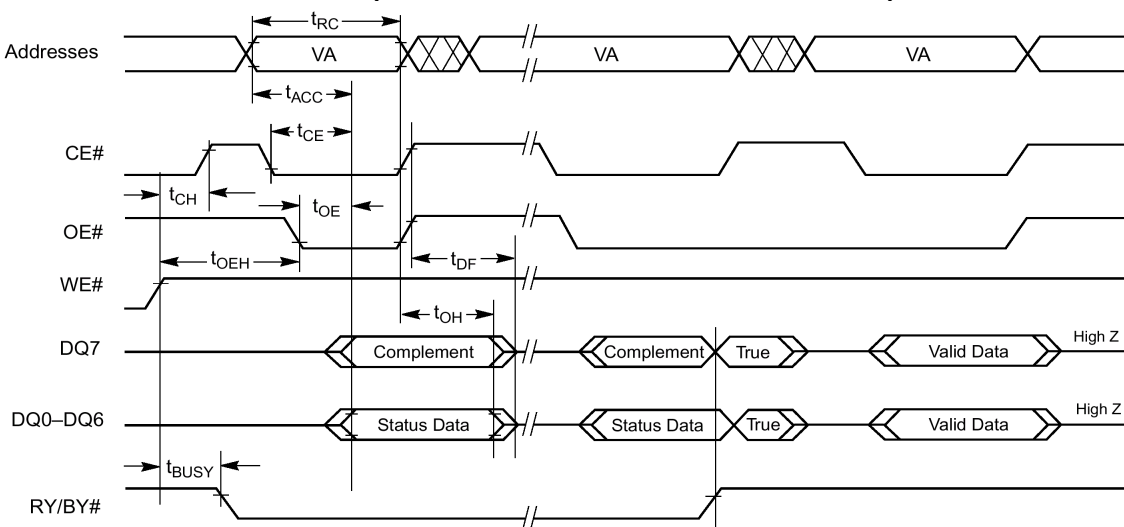 tRC
Addresses VA VA VA
tACC
tCE
CE#
tCH
tOE
OE#
tOEH
tDF
WE#
tOH
DQ7 Complement Complement True Valid Data High Z
DQ0–DQ6 Status Data Status Data True Valid Data High Z
tBUSY
RY/BY#